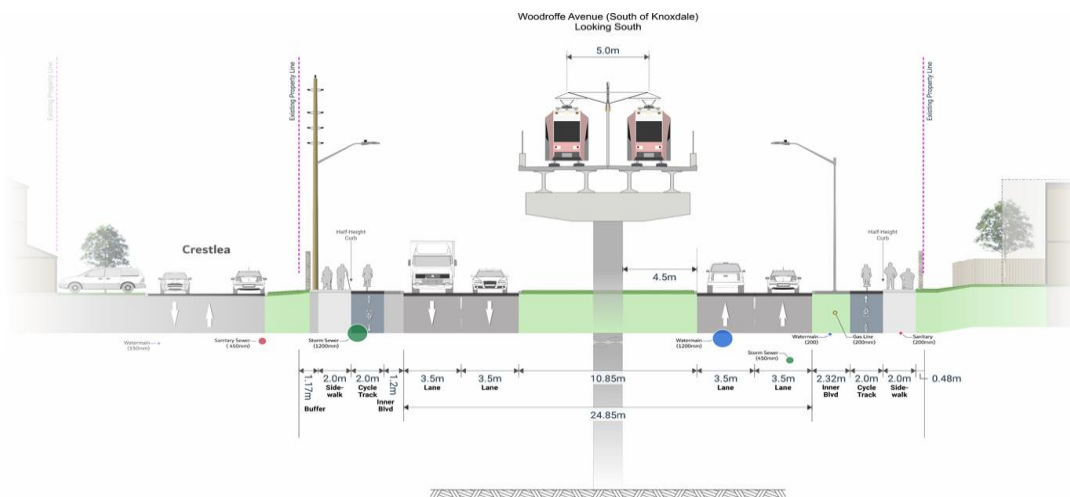 Woodroffe Avenue (South of Knoxdale)
Looking South
5.0m
Existing Property Line
Existing Property Line
Existing Property Line
Crestlea
Half-Height
Curb
Half-Height
Curb
4.5m
Watermain
(150mm)
Sanitary Sewer
(450mm)
Storm Sewer
(1200mm)
Watermain
(1200mm)
Storm Sewer
(450mm)
Watermain
(200)
Gas Line
(200mm)
Sanitary
(200mm)
1.17m
Buffer
2.0m
Side-
walk
2.0m
Cycle
Track
1.2m
Inner
Blvd
3.5m
Lane
3.5m
Lane
10.85m
3.5m
Lane
3.5m
Lane
2.32m
Inner
Blvd
2.0m
Cycle
Track
2.0m
Side-
walk
0.48m
24.85m